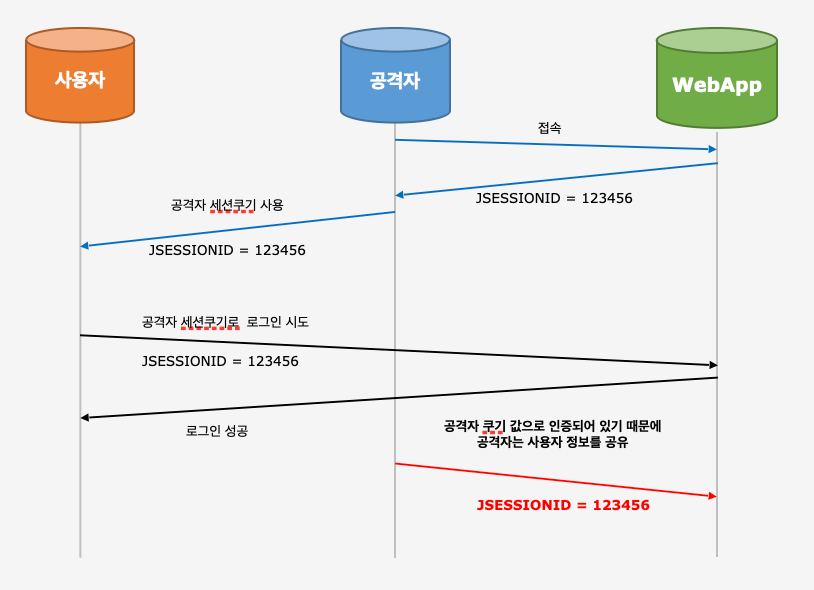 사용자
공격자
WebApp
접속
JSESSIONID = 123456
공격자 세션쿠기 사용
JSESSIONID = 123456
공격자 세션쿠기로 로그인 시도
JSESSIONID = 123456
로그인 성공
공격자 쿠기 값으로 인증되어 있기 때문에
공격자는 사용자 정보를 공유
JSESSIONID = 123456